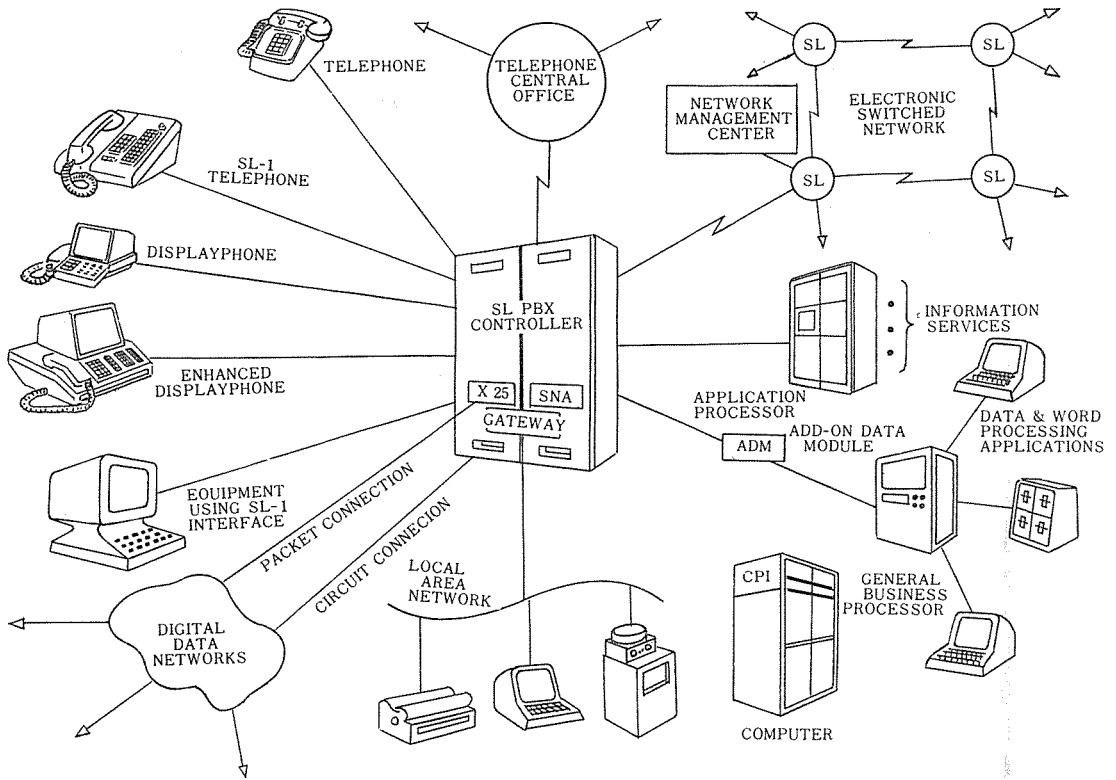 TELEPHONE
TELEPHONE
CENTRAL
OFFICE
SL
SL
NETWORK
MANAGEMENT
CENTER
ELECTRONIC
SWITCHED
NETWORK
SL
SL
SL-1
TELEPHONE
DISPLAYPHONE
ENHANCED
DISPLAYPHONE
SL PBX
CONTROLLER
X 25
SNA
GATEWAY
INFORMATION
SERVICES
APPLICATION
PROCESSOR
ADM
ADD-ON DATA
MODULE
DATA & WORD
PROCESSING
APPLICATIONS
EQUIPMENT
USING SL-1
INTERFACE
PACKET CONNECTION
CIRCUIT CONNECION
LOCAL
AREA
NETWORK
CPI
GENERAL
BUSINESS
PROCESSOR
DIGITAL
DATA
NETWORKS
COMPUTER